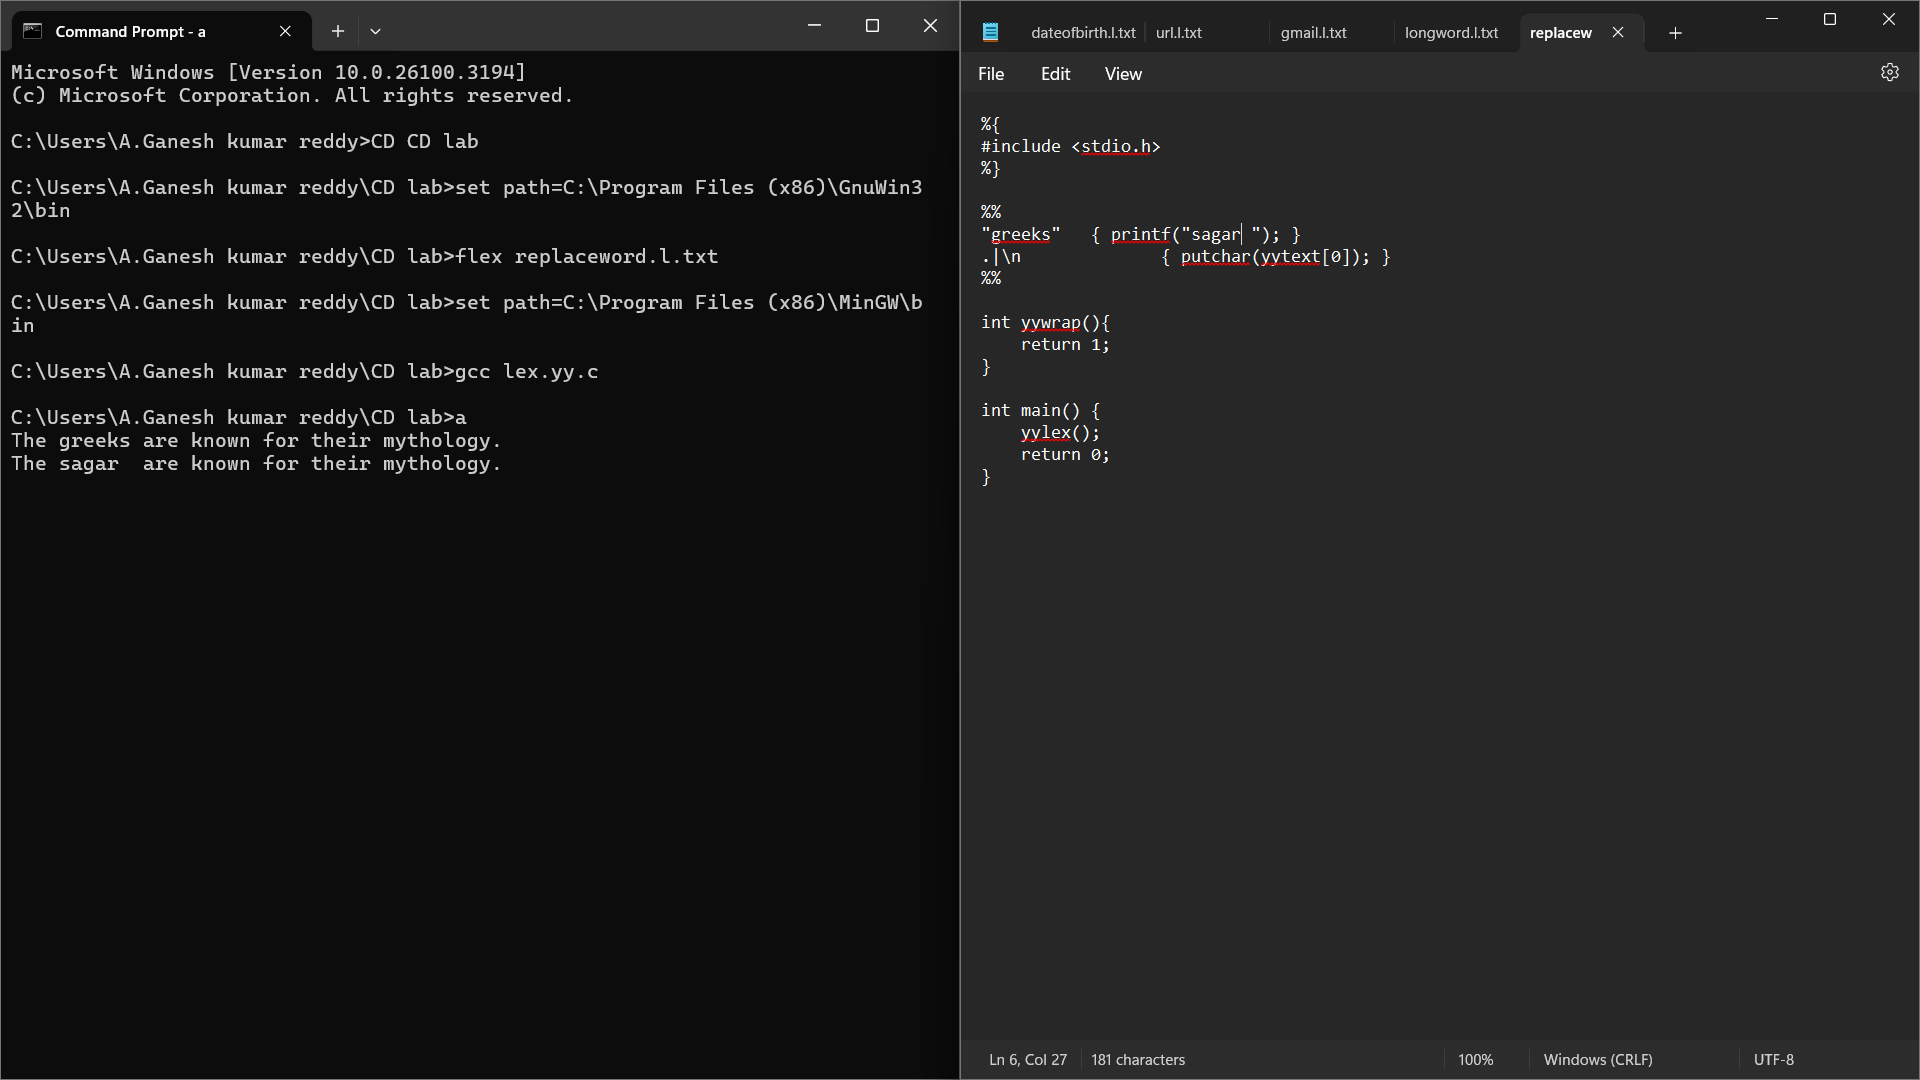 Command Prompt - a
Microsoft Windows [Version 10.0.26100.3194]
(c) Microsoft Corporation. All rights reserved.
C:\Users\A.Ganesh kumar reddy>CD CD lab
C:\Users\A.Ganesh kumar reddy\CD lab>set path=C:\Program Files (x86)\GnuWin3
2\bin
C:\Users\A.Ganesh kumar reddy\CD lab>flex replaceword.l.txt
C:\Users\A.Ganesh kumar reddy\CD lab>set path=C:\Program Files (x86)\MinGW\b
in
C:\Users\A.Ganesh kumar reddy\CD lab>gcc lex.yy.c
C:\Users\A.Ganesh kumar reddy\CD lab>a
The greeks are known for their mythology.
The sagar  are known for their mythology.
dateofbirth.l.txt url.l.txt gmail.l.txt longword.l.txt replacew
File Edit View
%{
#include <stdio.h>
%}
%%
"greeks"   { printf("sagar "); }
.|\n              { putchar(yytext[0]); }
%%
int yywrap(){
    return 1;
}
int main() {
    yylex();
    return 0;
}
Ln 6, Col 27 181 characters 100% Windows (CRLF) UTF-8